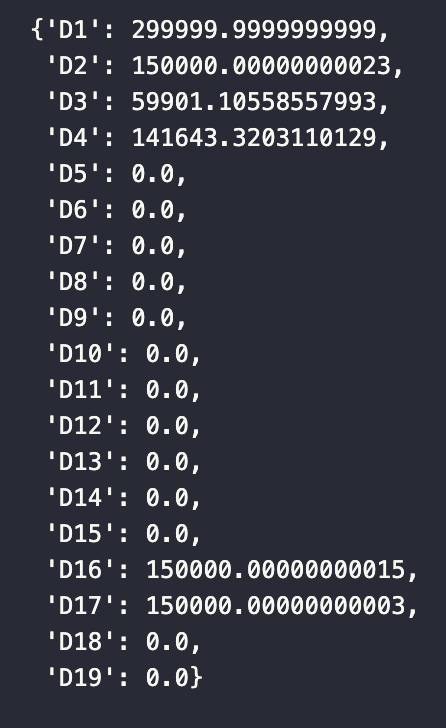 {'D1': 299999.9999999999,
'D2': 150000.00000000023,
'D3': 59901.10558557993,
'D4': 141643.3203110129,
'D5': 0.0,
'D6': 0.0,
'D7': 0.0,
'D8': 0.0,
'D9': 0.0,
'D10': 0.0,
'D11': 0.0,
'D12': 0.0,
'D13': 0.0,
'D14': 0.0,
'D15': 0.0,
'D16': 150000.00000000015,
'D17': 150000.00000000003,
'D18': 0.0,
'D19': 0.0}